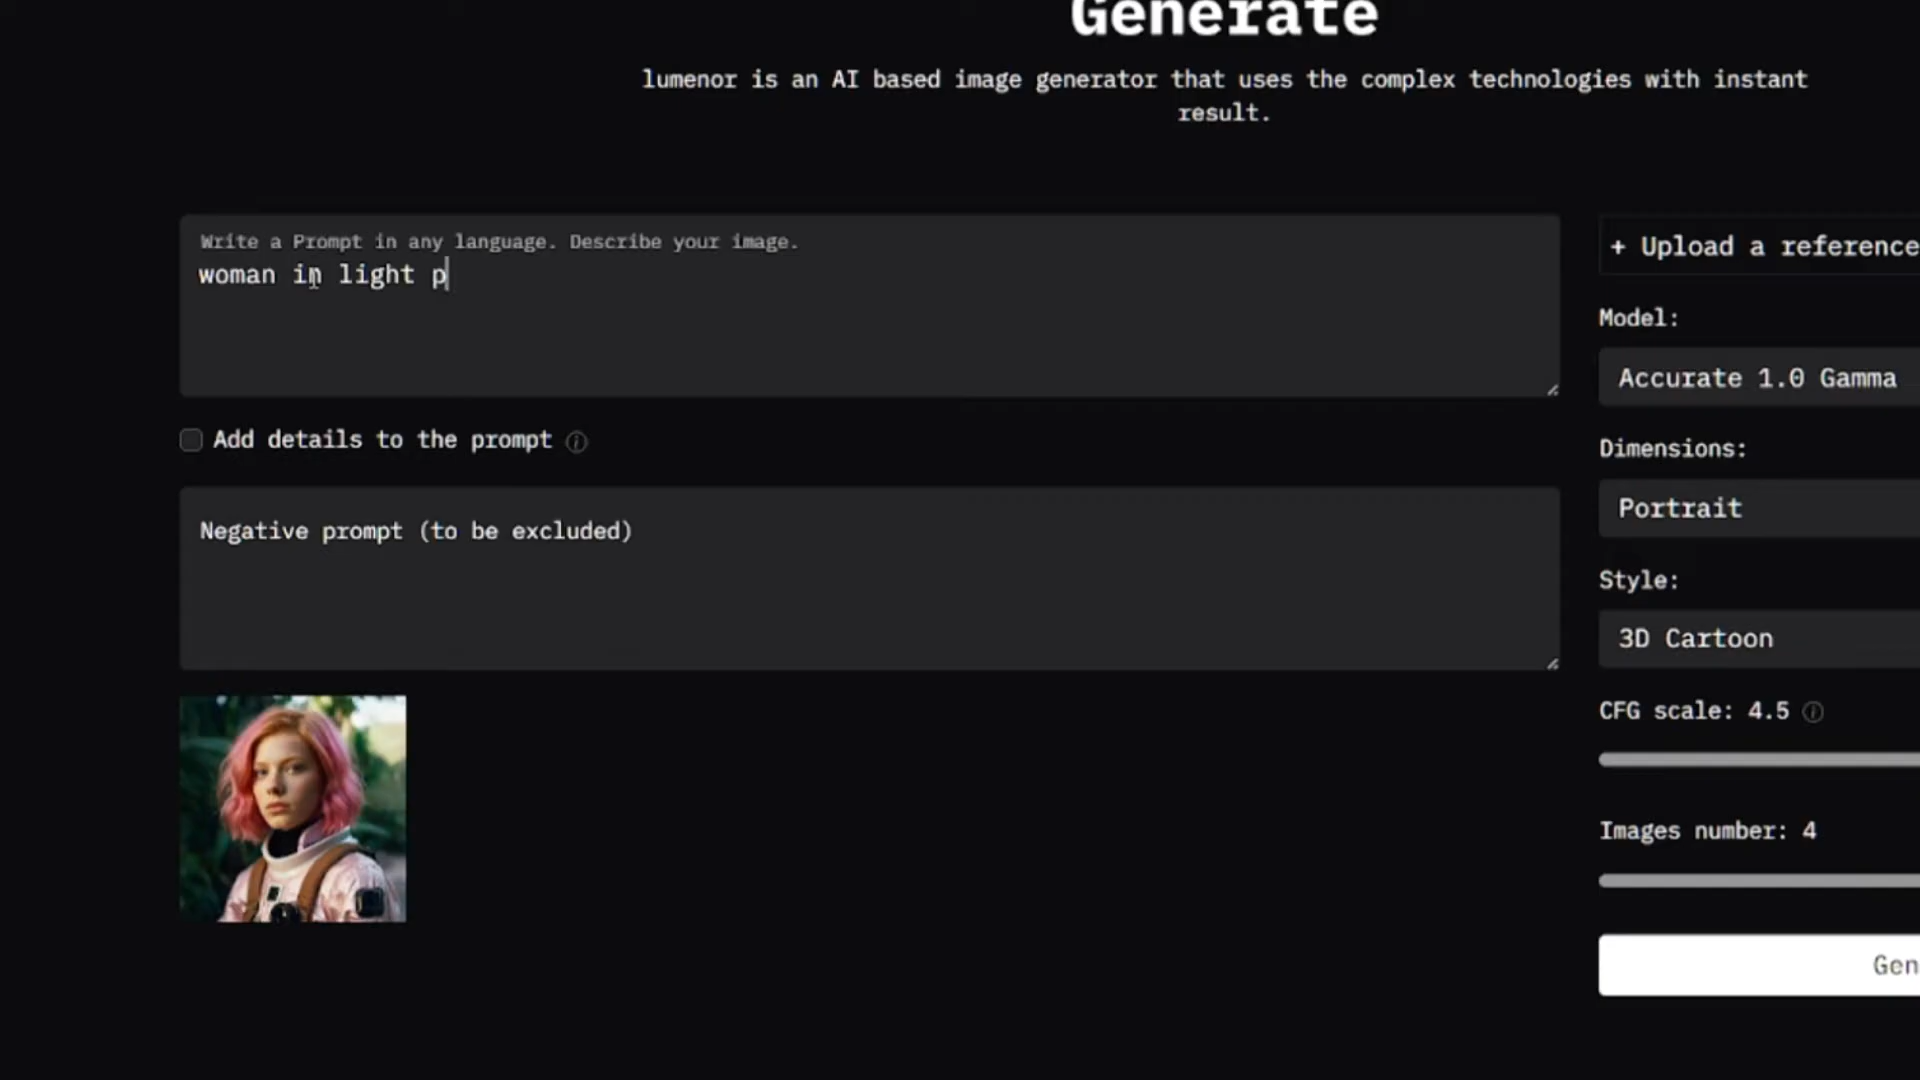 Generate
lumenor is an AI based image generator that uses the complex technologies with instant
result.
Write a Prompt in any language. Describe your image.
woman in light p
Add details to the prompt
Negative prompt (to be excluded)
+ Upload a reference
Model:
Accurate 1.0 Gamma
Dimensions:
Portrait
Style:
3D Cartoon
CFG scale: 4.5
Images number: 4
Gen